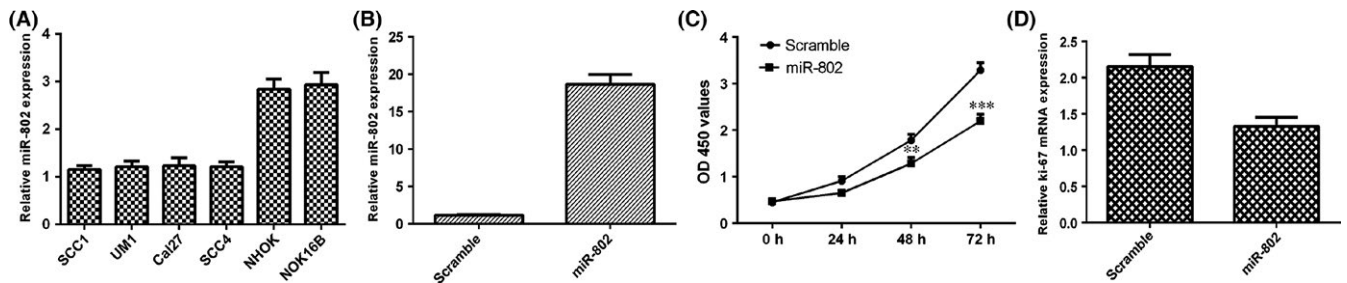 (A)
Relative miR-802 expression
4
3
2
1
0
SCC1
UM1
Cal27
SCC4
NHOK
NOK16B
(B)
Relative miR-802 expression
25
20
15
10
5
0
Scramble
miR-802
(C)
OD 450 values
4
3
2
1
0
Scramble
miR-802
**
***
0 h
24 h
48 h
72 h
(D)
Relative ki-67 mRNA expression
2.5
2.0
1.5
1.0
0.5
0.0
Scramble
miR-802